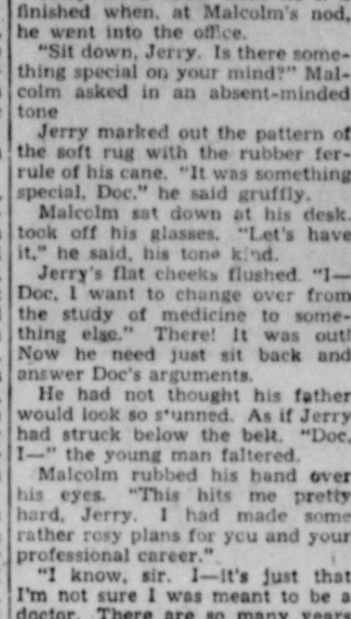 finished when, at Malcolm's nod,
he went into the office.
"Sit down, Jerry. Is there some-
thing special on your mind?" Mal-
colm asked in an absent-minded
tone
Jerry marked out the pattern of
the soft rug with the rubber fer-
rule of his cane. "It was something
special, Doc," he said gruffly.
Malcolm sat down at his desk,
took off his glasses. "Let's have
it," he said, his tone kind.
Jerry's flat cheeks flushed. "I—
Doc, I want to change over from
the study of medicine to some-
thing else." There! It was out!
Now he need just sit back and
answer Doc's arguments.
He had not thought his father
would look so stunned. As if Jerry
had struck below the belt. "Doc,
I—" the young man faltered.
Malcolm rubbed his hand over
his eyes. "This hits me pretty
hard, Jerry. I had made some
rather rosy plans for you and your
professional career."
"I know, sir. I—it's just that
I'm not sure I was meant to be a
doctor. There are so many years